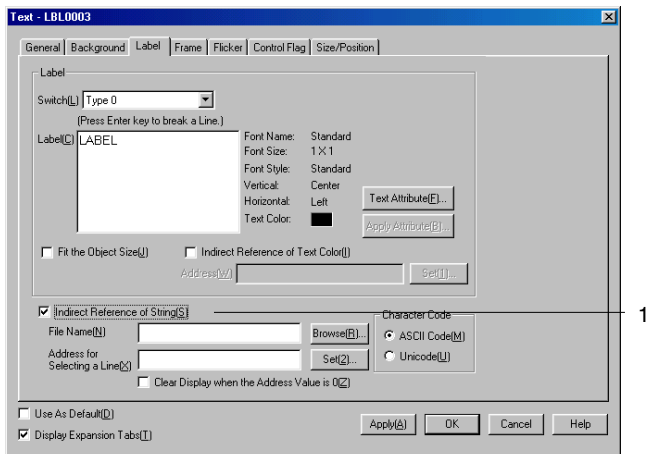 Text - LBL0003
General Background Label Frame Flicker Control Flag Size/Position
Label
Switch(L) Type 0
(Press Enter key to break a Line.)
Label(C) LABEL
Font Name: Standard
Font Size: 1 X 1
Font Style: Standard
Vertical: Center
Horizontal: Left
Text Color:
Text Attribute(F)...
Apply Attribute(B)...
Fit the Object Size(J) Indirect Reference of Text Color(I)
Address(W) Set(1)...
Indirect Reference of String(S) 1
File Name(N) Browse(R)...
Address for
Selecting a Line(X) Set(2)...
Clear Display when the Address Value is 0(Z)
Character Code
ASCII Code(M)
Unicode(U)
Use As Default(D)
Display Expansion Tabs(T)
Apply(A) OK Cancel Help